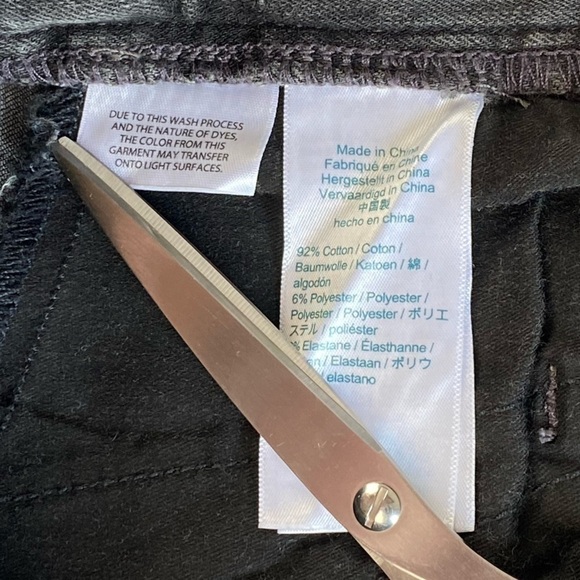 DUE TO THIS WASH PROCESS
AND THE NATURE OF DYES,
THE COLOR FROM THIS
GARMENT MAY TRANSFER
ONTO LIGHT SURFACES.
Made in China
Fabriqué en Chine
Hergestellt in China
Vervaardigd in China
中国製
hecho en china
92% Cotton / Coton /
Baumwolle / Katoen / 綿 /
algodón
6% Polyester / Polyester /
Polyester / Polyester / ポリエ
ステル / poliéster
% Elastane / Élasthanne /
/ Elastaan / ポリウ
/ elastano